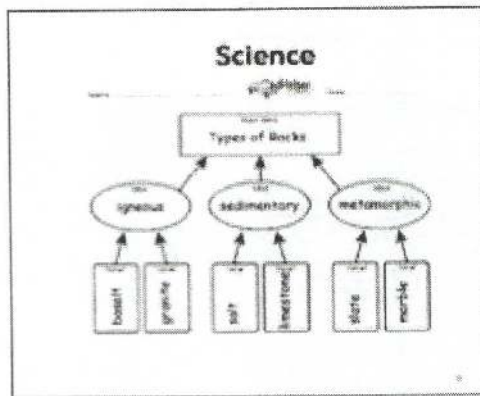 Science
Types of Rocks
igneous
sedimentary
metamorphic
basalt
granite
salt
limestone
slate
marble